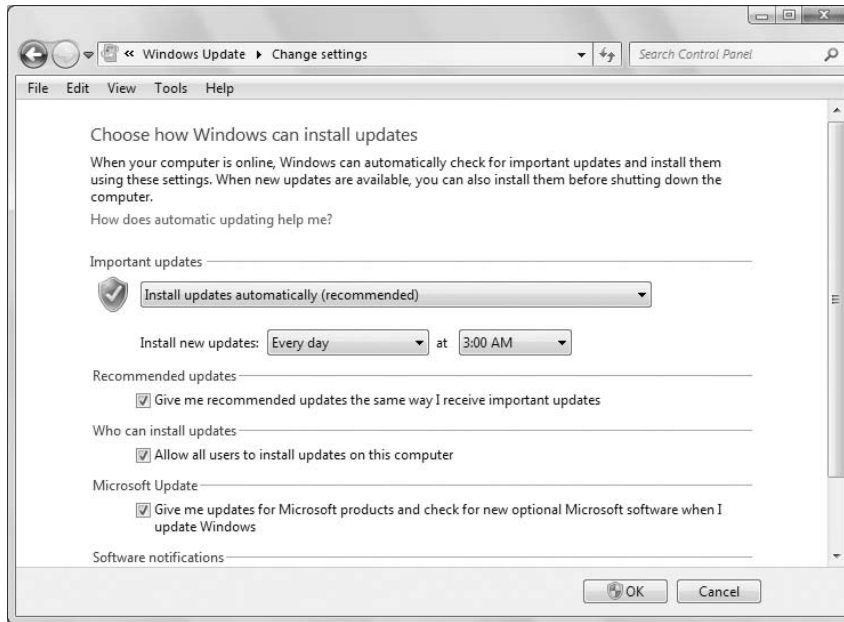 « Windows Update ▸ Change settings
Search Control Panel
File Edit View Tools Help
Choose how Windows can install updates
When your computer is online, Windows can automatically check for important updates and install them
using these settings. When new updates are available, you can also install them before shutting down the
computer.
How does automatic updating help me?
Important updates
Install updates automatically (recommended)
Install new updates: Every day at 3:00 AM
Recommended updates
Give me recommended updates the same way I receive important updates
Who can install updates
Allow all users to install updates on this computer
Microsoft Update
Give me updates for Microsoft products and check for new optional Microsoft software when I
update Windows
Software notifications
OK Cancel